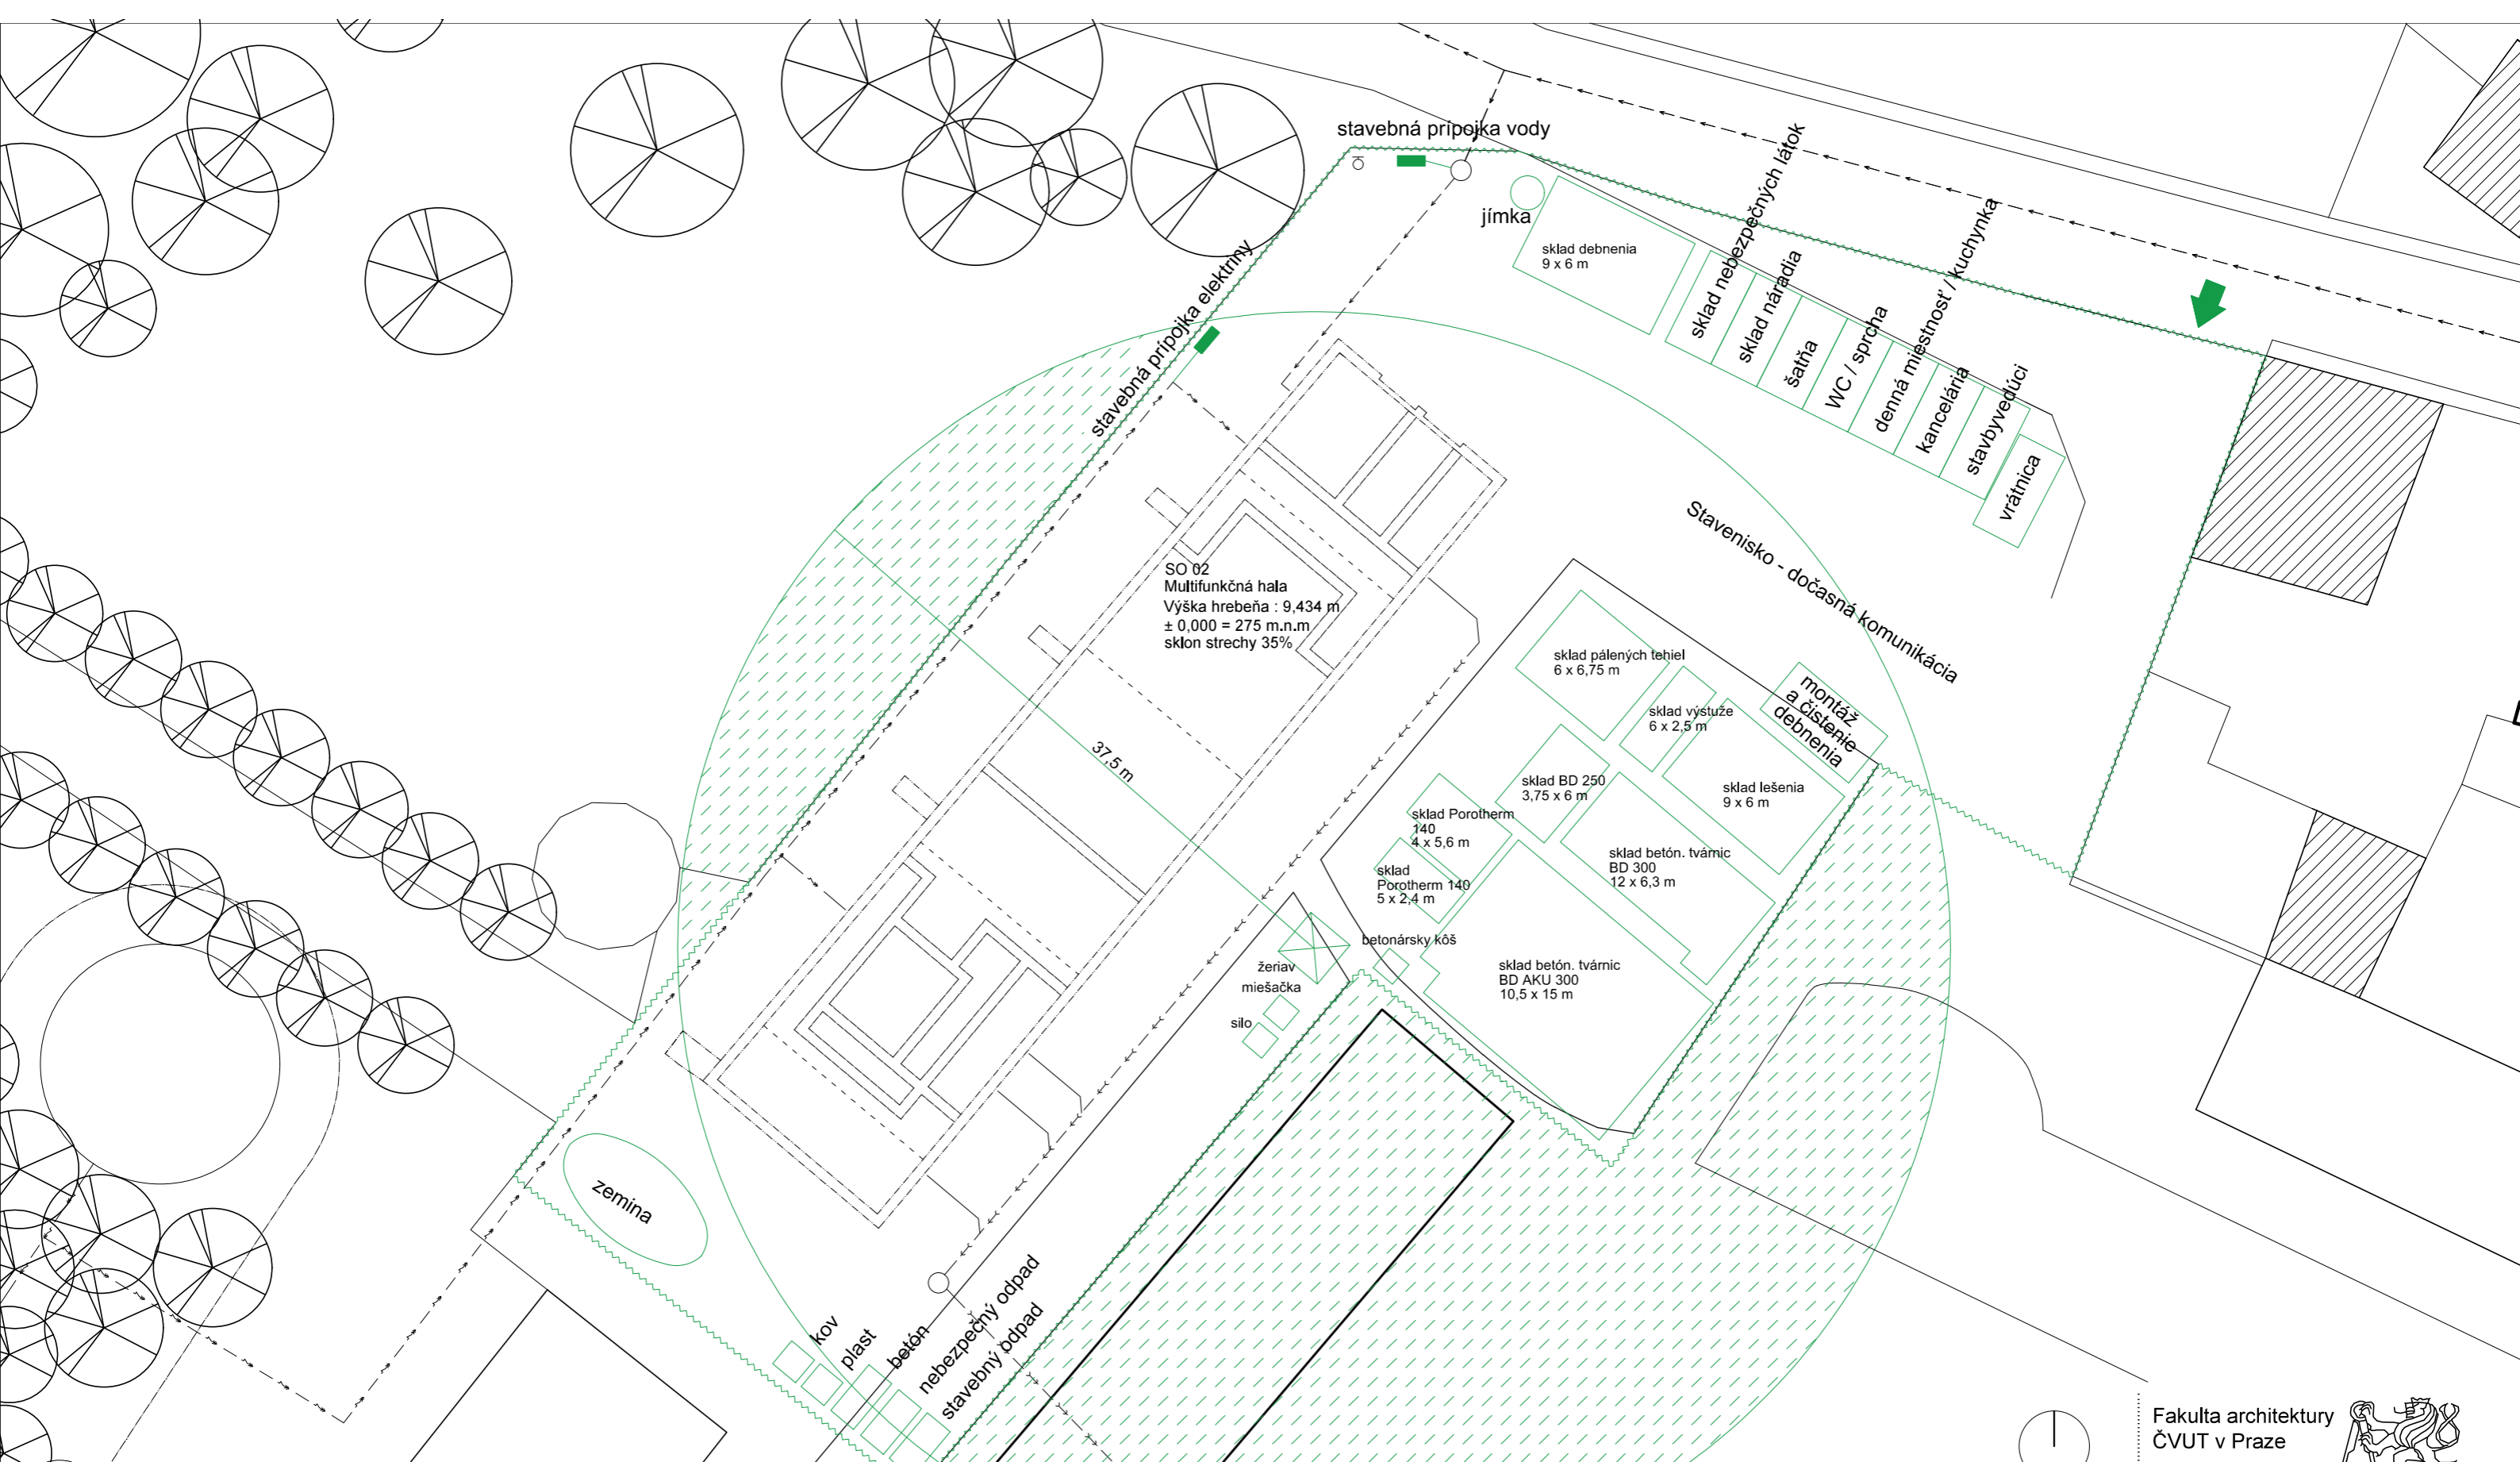 stavebná prípojka vody
jímka
sklad debnenia
9 x 6 m
sklad nebezpečných látok
sklad náradia
šatňa
WC / sprcha
denná miestnosť / kuchynka
kancelária
stavbyvedúci
vrátnica
stavebná prípojka elektriny
Stavenisko - dočasná komunikácia
SO 02
Multifunkčná hala
Výška hrebeňa : 9,434 m
± 0,000 = 275 m.n.m
sklon strechy 35%
37,5 m
sklad pálených tehiel
6 x 6,75 m
sklad výstuže
6 x 2,5 m
montáž
a čistenie
debnenia
sklad BD 250
3,75 x 6 m
sklad lešenia
9 x 6 m
sklad Porotherm
140
4 x 5,6 m
sklad betón. tvárnic
BD 300
12 x 6,3 m
sklad
Porotherm 140
5 x 2,4 m
betonársky kôš
žeriav
miešačka
silo
sklad betón. tvárnic
BD AKU 300
10,5 x 15 m
zemina
kov
plast
betón
nebezpečný odpad
stavebný odpad
Fakulta architektury
ČVUT v Praze